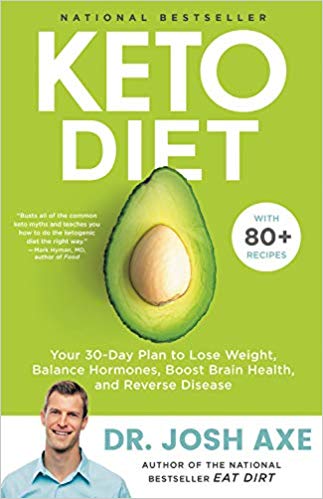 NATIONAL BESTSELLER
KETO
DIET
"Busts all of the common
keto myths and teaches you
how to do the ketogenic
diet the right way."
— Mark Hyman, MD,
author of Food
WITH
80+
RECIPES
Your 30-Day Plan to Lose Weight,
Balance Hormones, Boost Brain Health,
and Reverse Disease
DR. JOSH AXE
AUTHOR OF THE NATIONAL
BESTSELLER EAT DIRT